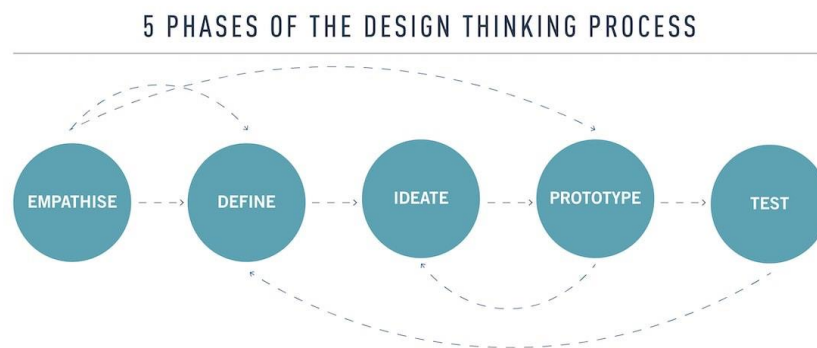 5 PHASES OF THE DESIGN THINKING PROCESS
EMPATHISE
DEFINE
IDEATE
PROTOTYPE
TEST